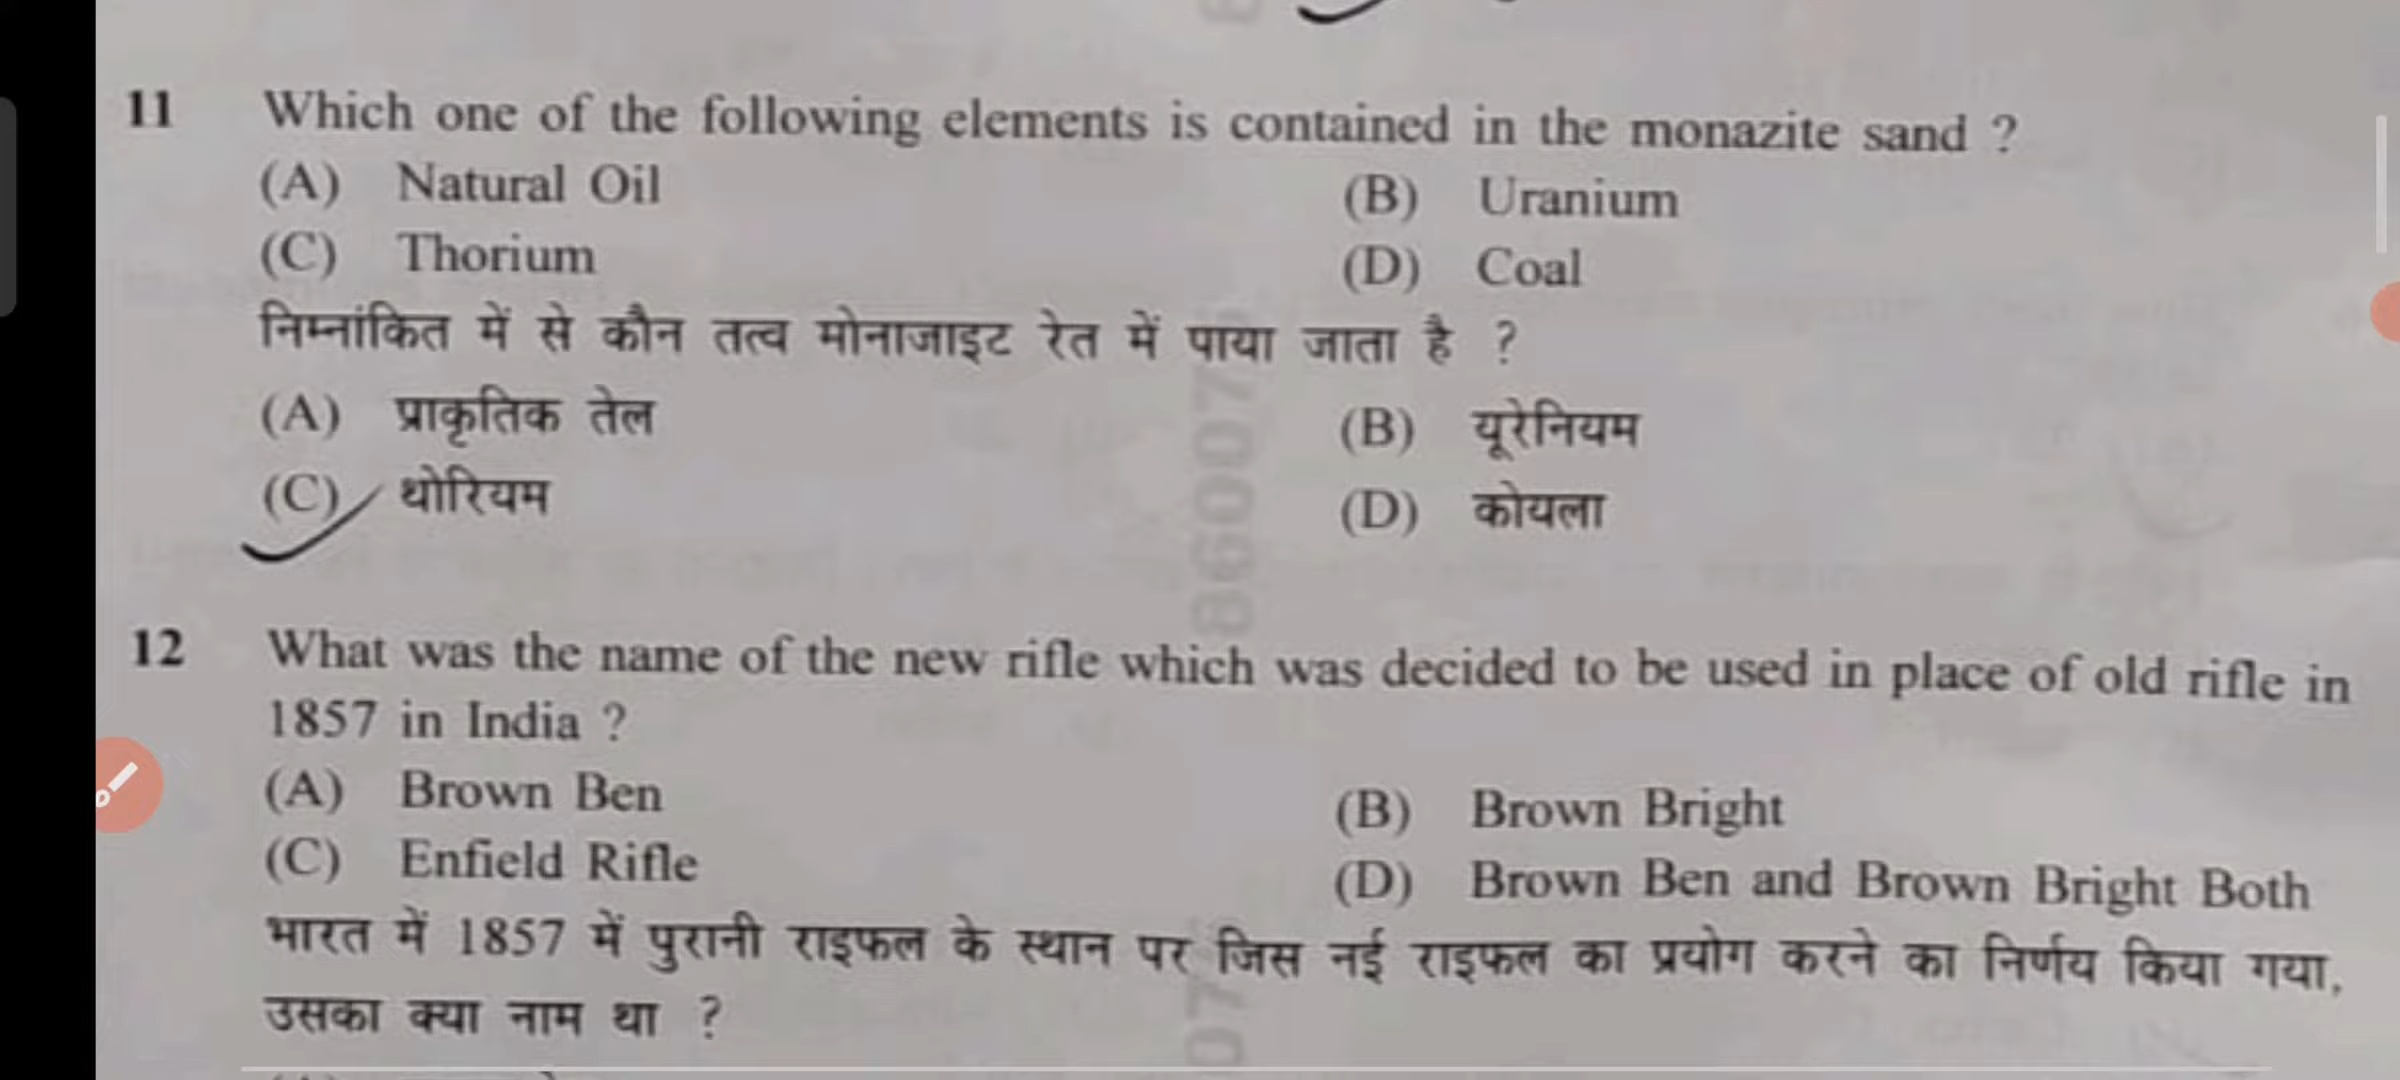 11 Which one of the following elements is contained in the monazite sand ?
(A) Natural Oil (B) Uranium
(C) Thorium (D) Coal
निम्नांकित में से कौन तत्व मोनाजाइट रेत में पाया जाता है ?
(A) प्राकृतिक तेल (B) यूरेनियम
(C) थोरियम (D) कोयला
12 What was the name of the new rifle which was decided to be used in place of old rifle in
1857 in India ?
(A) Brown Ben (B) Brown Bright
(C) Enfield Rifle (D) Brown Ben and Brown Bright Both
भारत में 1857 में पुरानी राइफल के स्थान पर जिस नई राइफल का प्रयोग करने का निर्णय किया गया,
उसका क्या नाम था ?